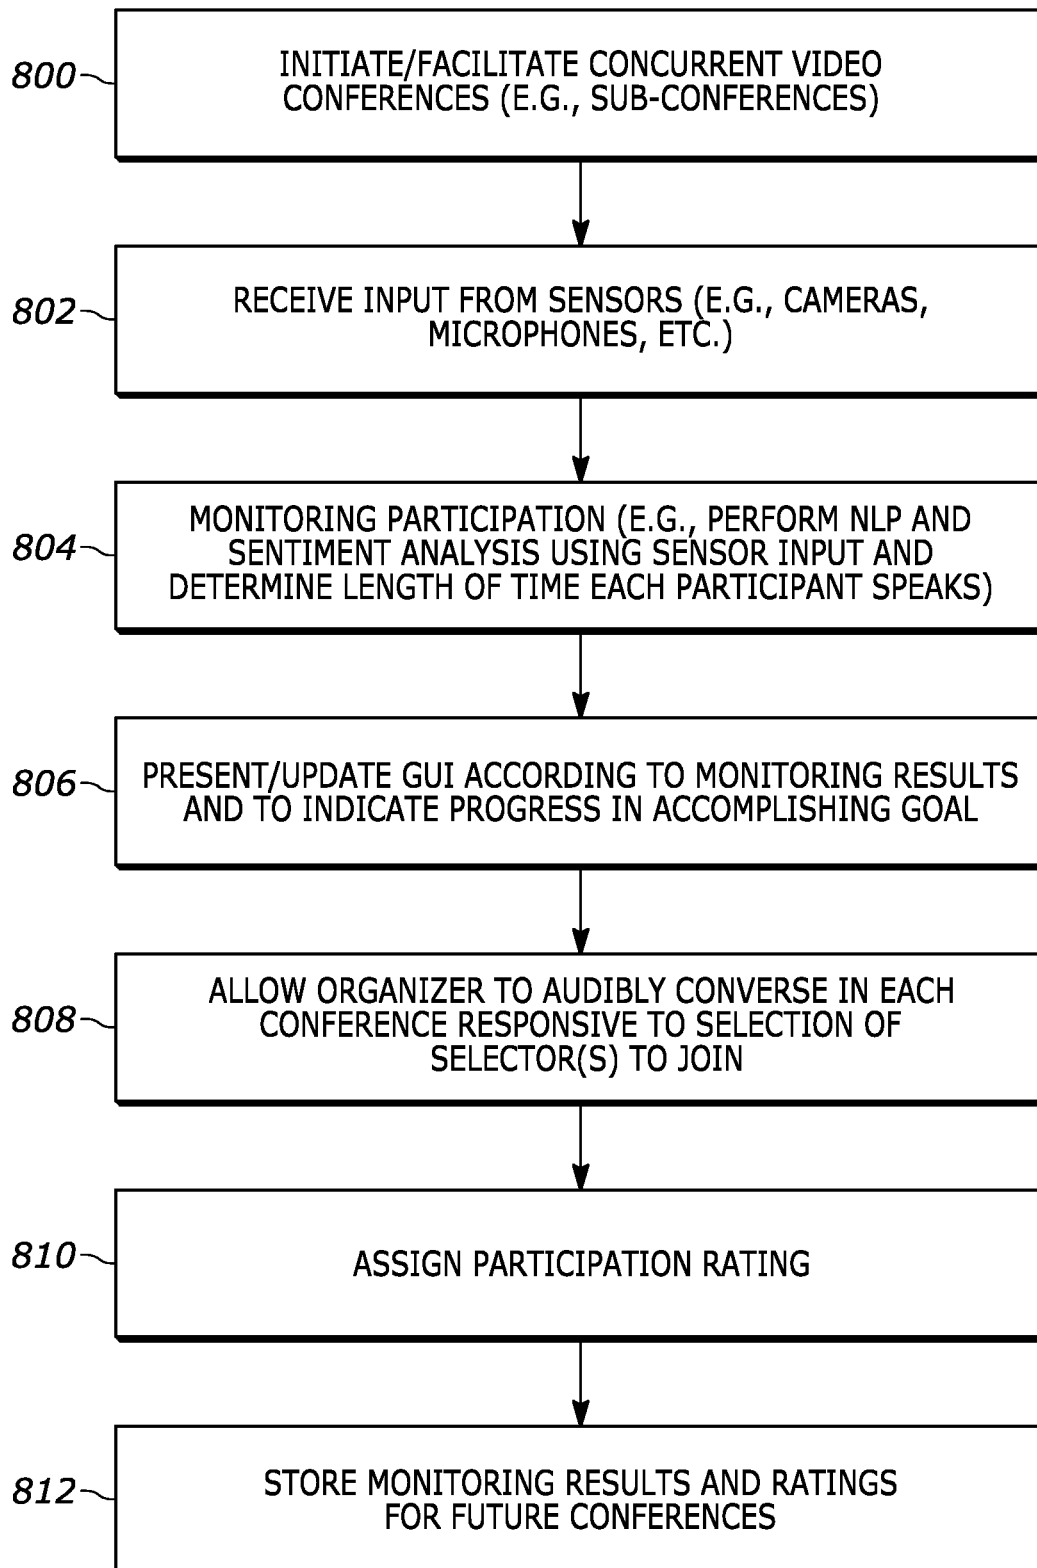 800
INITIATE/FACILITATE CONCURRENT VIDEO
CONFERENCES (E.G., SUB-CONFERENCES)
802
RECEIVE INPUT FROM SENSORS (E.G., CAMERAS,
MICROPHONES, ETC.)
804
MONITORING PARTICIPATION (E.G., PERFORM NLP AND
SENTIMENT ANALYSIS USING SENSOR INPUT AND
DETERMINE LENGTH OF TIME EACH PARTICIPANT SPEAKS)
806
PRESENT/UPDATE GUI ACCORDING TO MONITORING RESULTS
AND TO INDICATE PROGRESS IN ACCOMPLISHING GOAL
808
ALLOW ORGANIZER TO AUDIBLY CONVERSE IN EACH
CONFERENCE RESPONSIVE TO SELECTION OF
SELECTOR(S) TO JOIN
810
ASSIGN PARTICIPATION RATING
812
STORE MONITORING RESULTS AND RATINGS
FOR FUTURE CONFERENCES